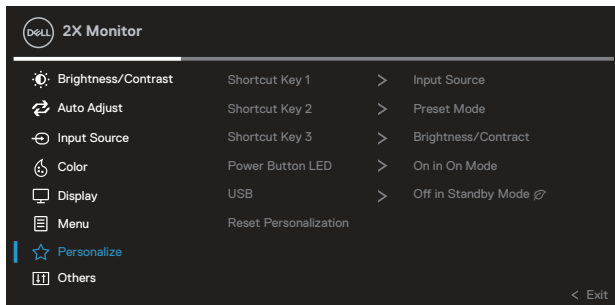 DELL 2X Monitor
Brightness/Contrast Shortcut Key 1 > Input Source
Auto Adjust Shortcut Key 2 > Preset Mode
Input Source Shortcut Key 3 > Brightness/Contract
Color Power Button LED > On in On Mode
Display USB > Off in Standby Mode
Menu Reset Personalization
Personalize
Others
< Exit